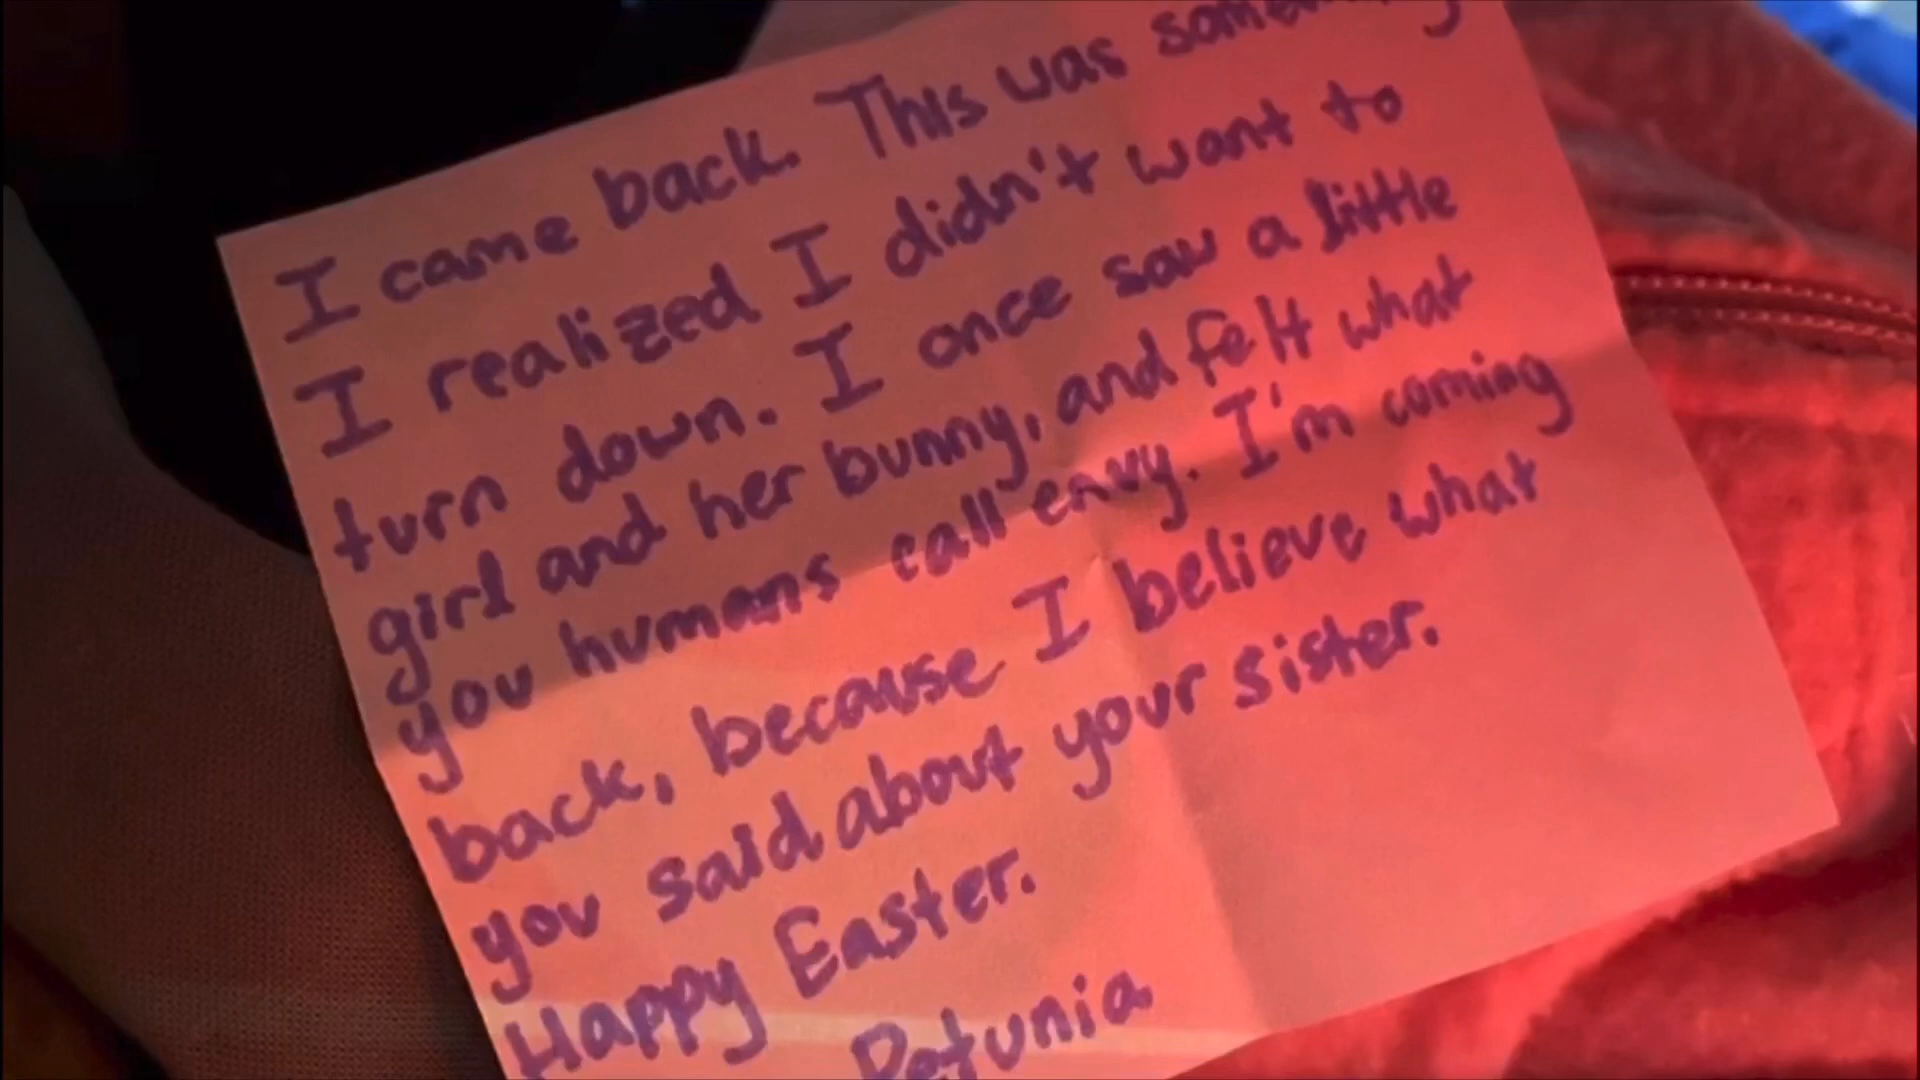 I came back. This was something
I realized I didn't want to
turn down. I once saw a little
girl and her bunny, and felt what
you humans call envy. I'm coming
back, because I believe what
you said about your sister.
Happy Easter.
Petunia